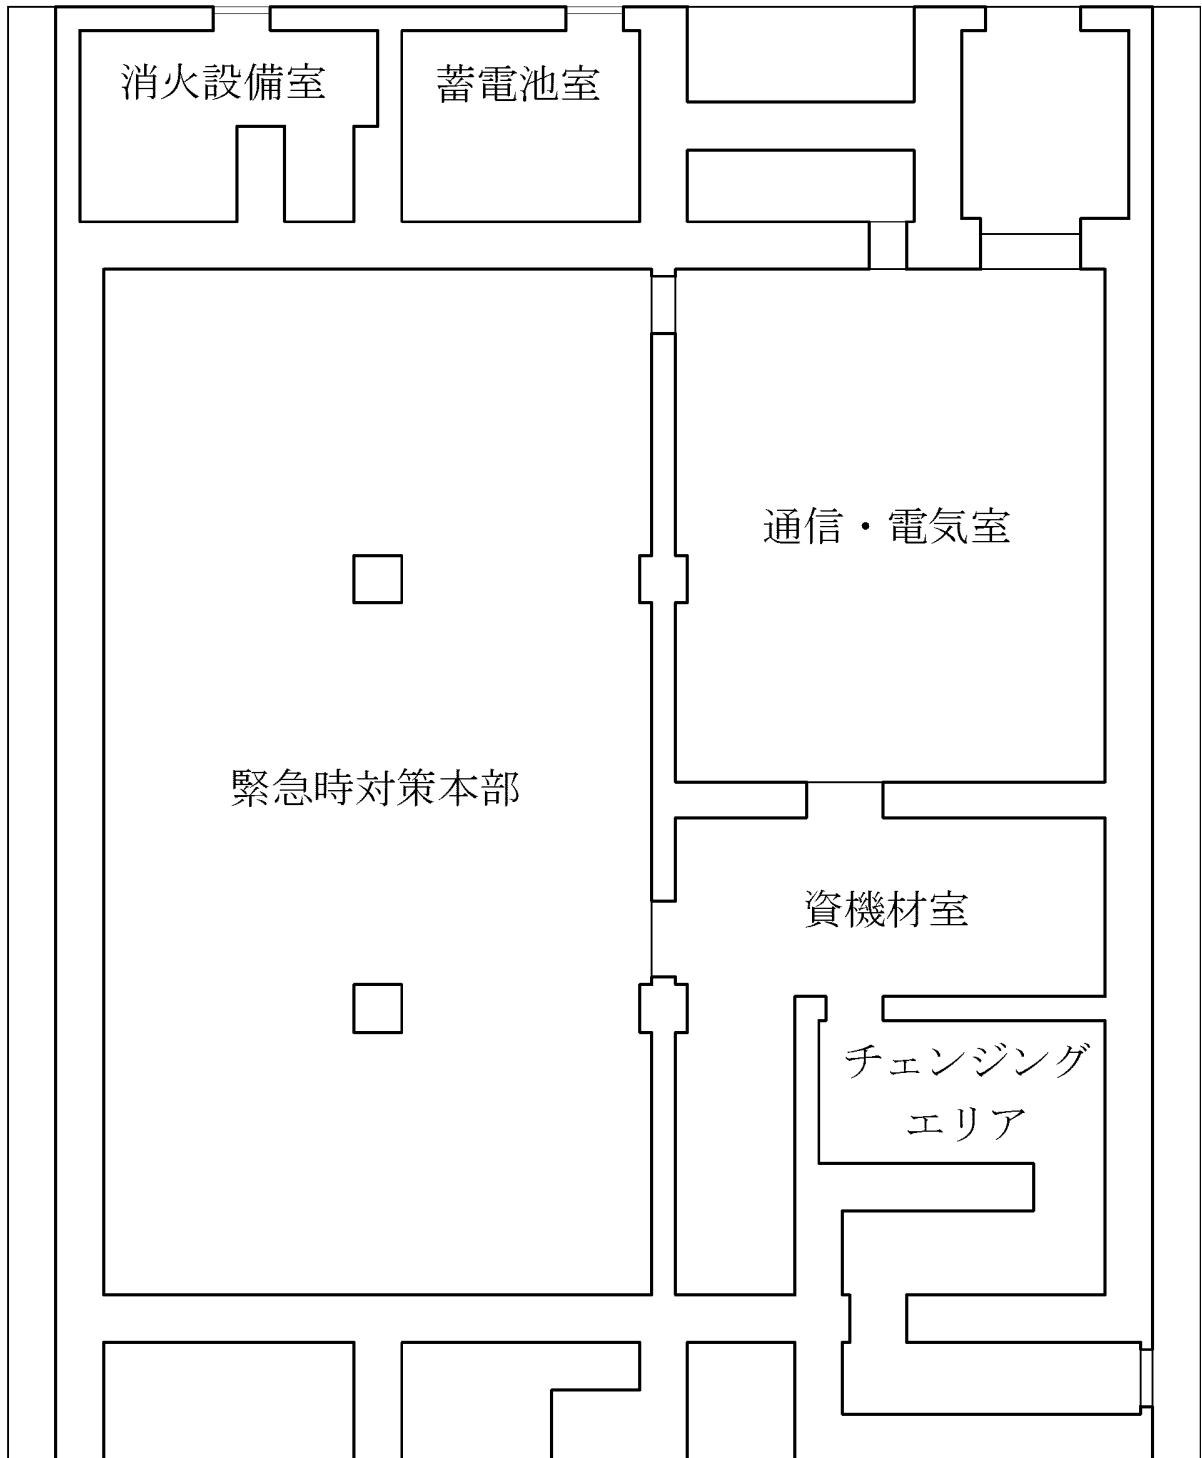 消火設備室
蓄電池室
通信・電気室
緊急時対策本部
資機材室
チェンジング
エリア